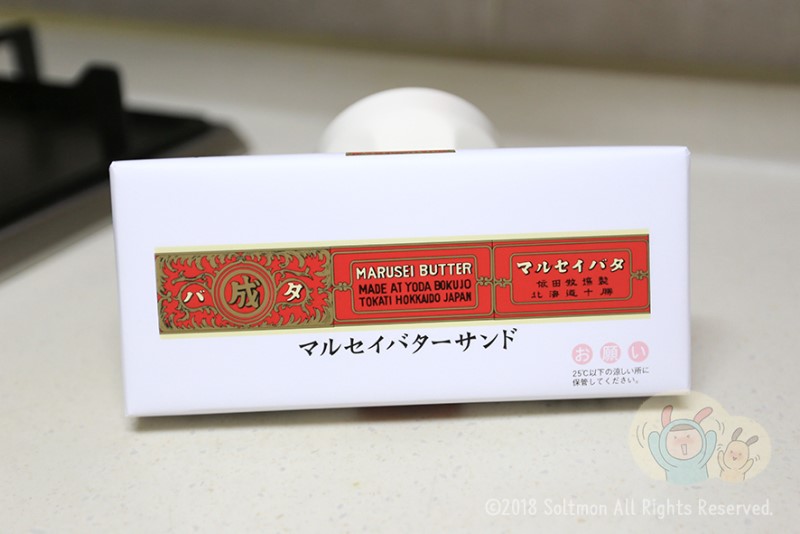 バ 成 タ
MARUSEI BUTTER
MADE AT YODA BOKUJO
TOKATI HOKKAIDO JAPAN
マルセイバタ
依田牧場製
北海道十勝
マルセイバターサンド
お願い
25℃以下の涼しい所に
保管してください。
©2018 Soltmon All Rights Reserved.